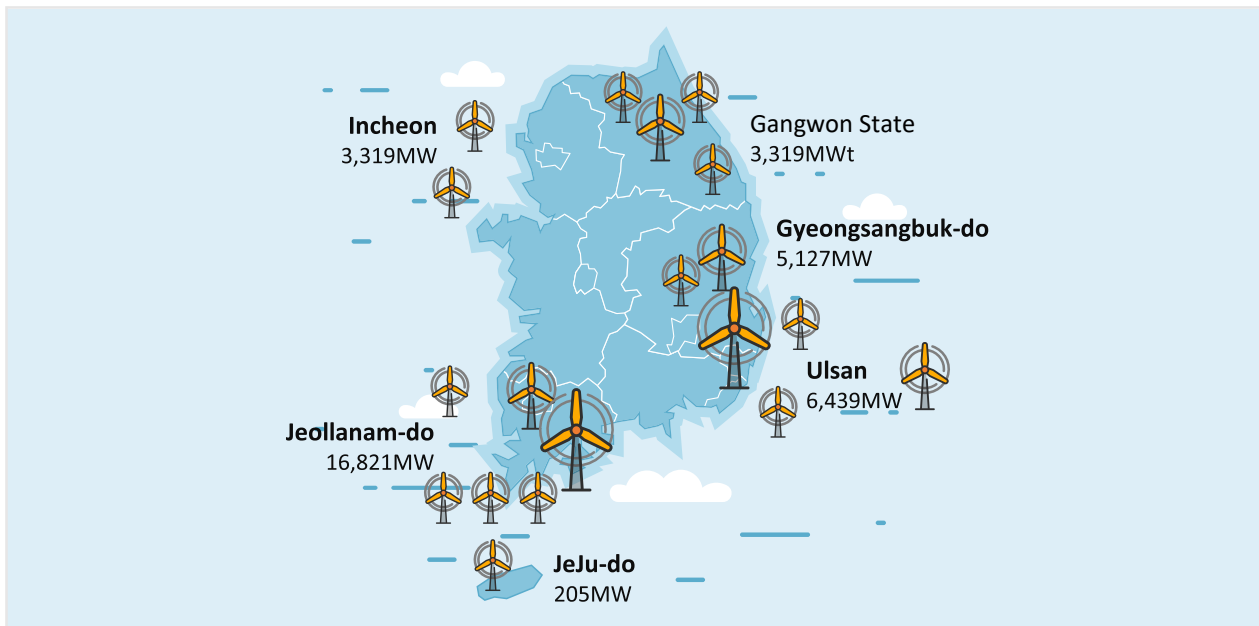 Incheon
3,319MW
Gangwon State
3,319MWt
Gyeongsangbuk-do
5,127MW
Ulsan
6,439MW
Jeollanam-do
16,821MW
JeJu-do
205MW